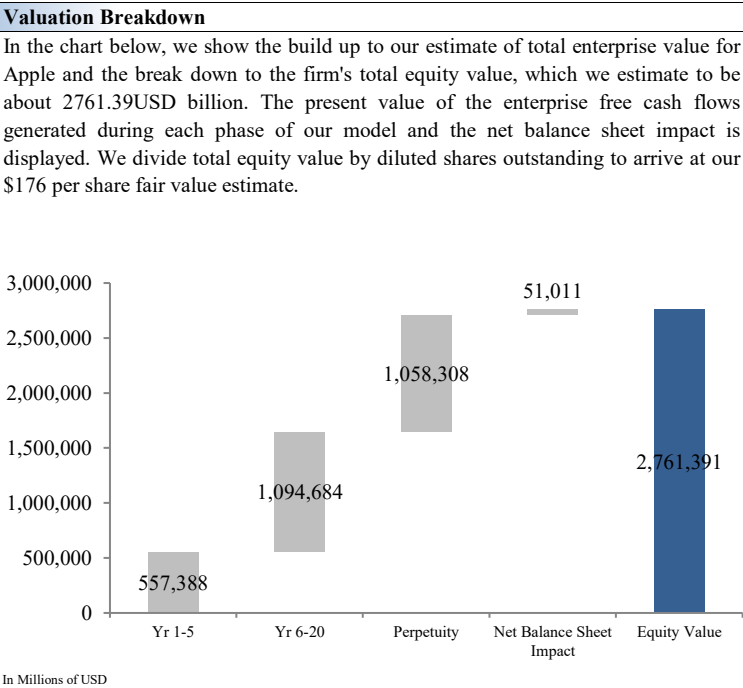 Valuation Breakdown
In the chart below, we show the build up to our estimate of total enterprise value for
Apple and the break down to the firm's total equity value, which we estimate to be
about 2761.39USD billion. The present value of the enterprise free cash flows
generated during each phase of our model and the net balance sheet impact is
displayed. We divide total equity value by diluted shares outstanding to arrive at our
$176 per share fair value estimate.
3,000,000
51,011
2,500,000
1,058,308
2,000,000
1,500,000
2,761,391
1,094,684
1,000,000
500,000
557,388
0
Yr 1-5 Yr 6-20 Perpetuity Net Balance Sheet Equity Value
Impact
In Millions of USD